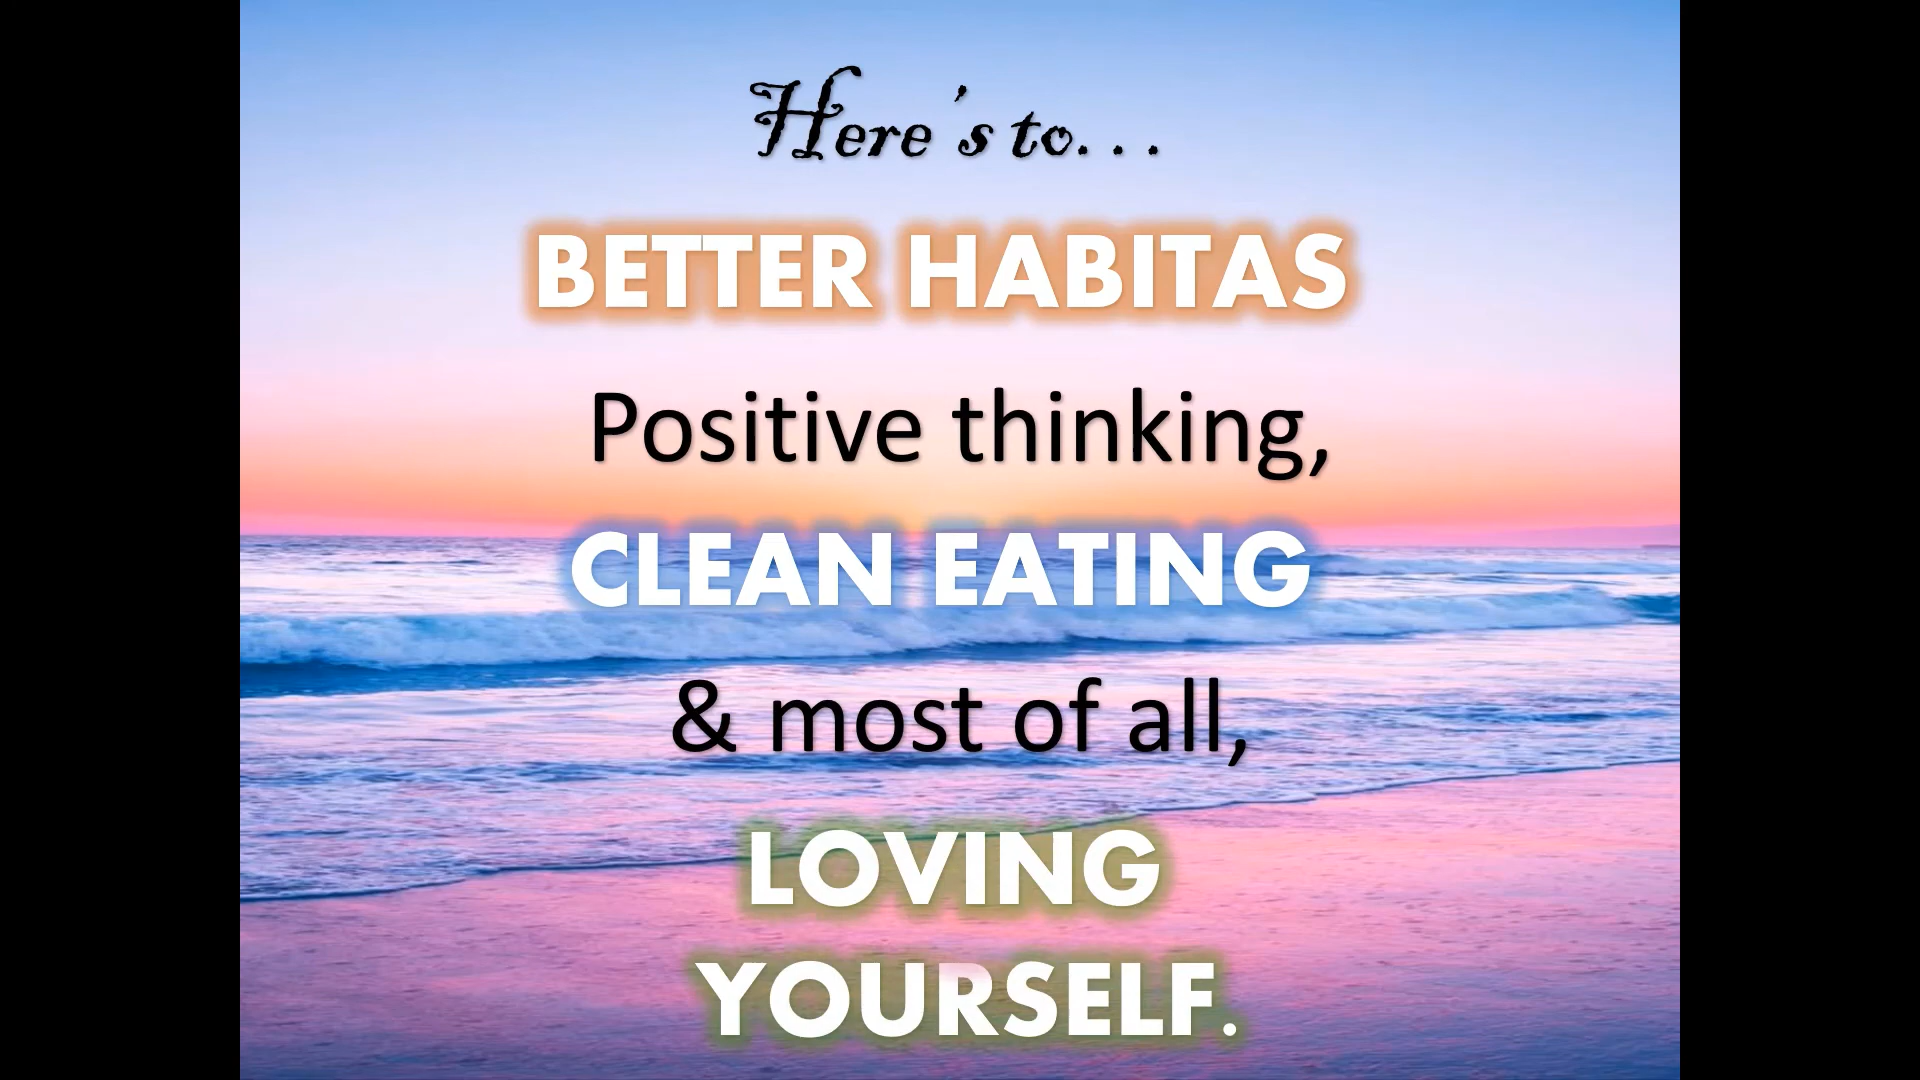 Here's to...
BETTER HABITAS
Positive thinking,
CLEAN EATING
& most of all,
LOVING
YOURSELF.